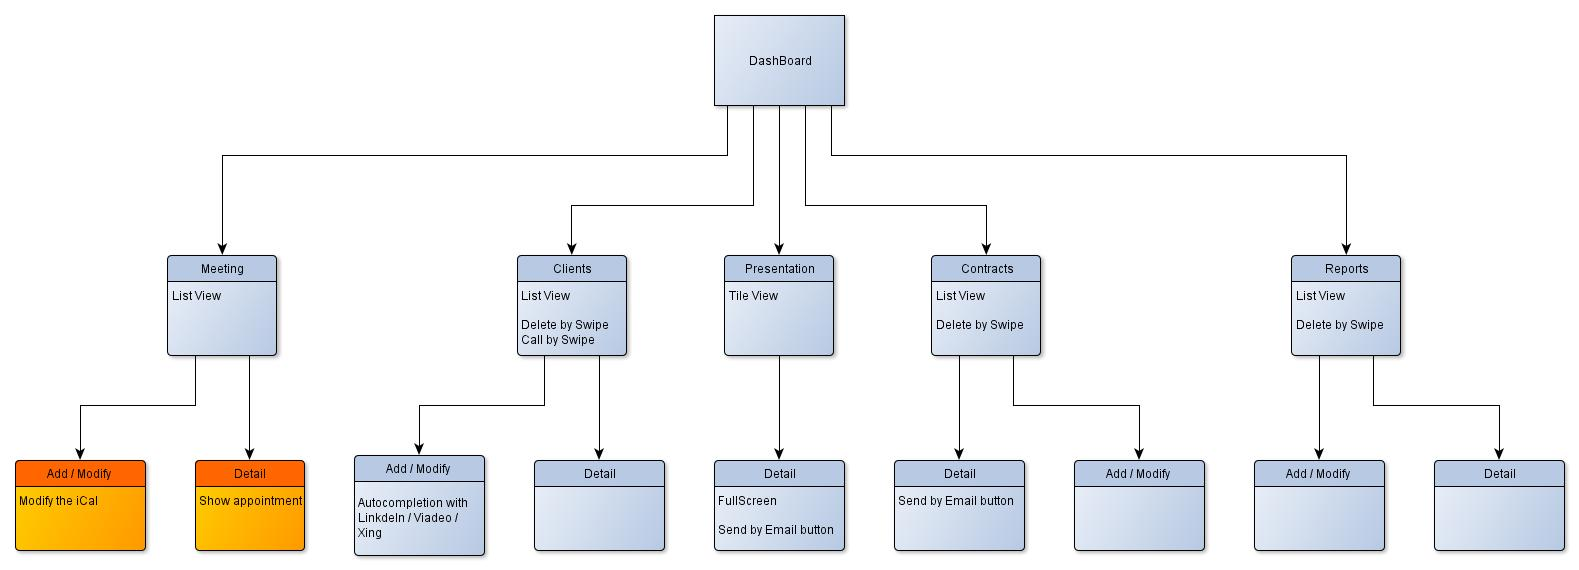 DashBoard
Meeting
List View
Clients
List View
Delete by Swipe
Call by Swipe
Presentation
Tile View
Contracts
List View
Delete by Swipe
Reports
List View
Delete by Swipe
Add / Modify
Modify the iCal
Detail
Show appointment
Add / Modify
Autocompletion with
LinkdeIn / Viadeo /
Xing
Detail
Detail
FullScreen
Send by Email button
Detail
Send by Email button
Add / Modify
Add / Modify
Detail